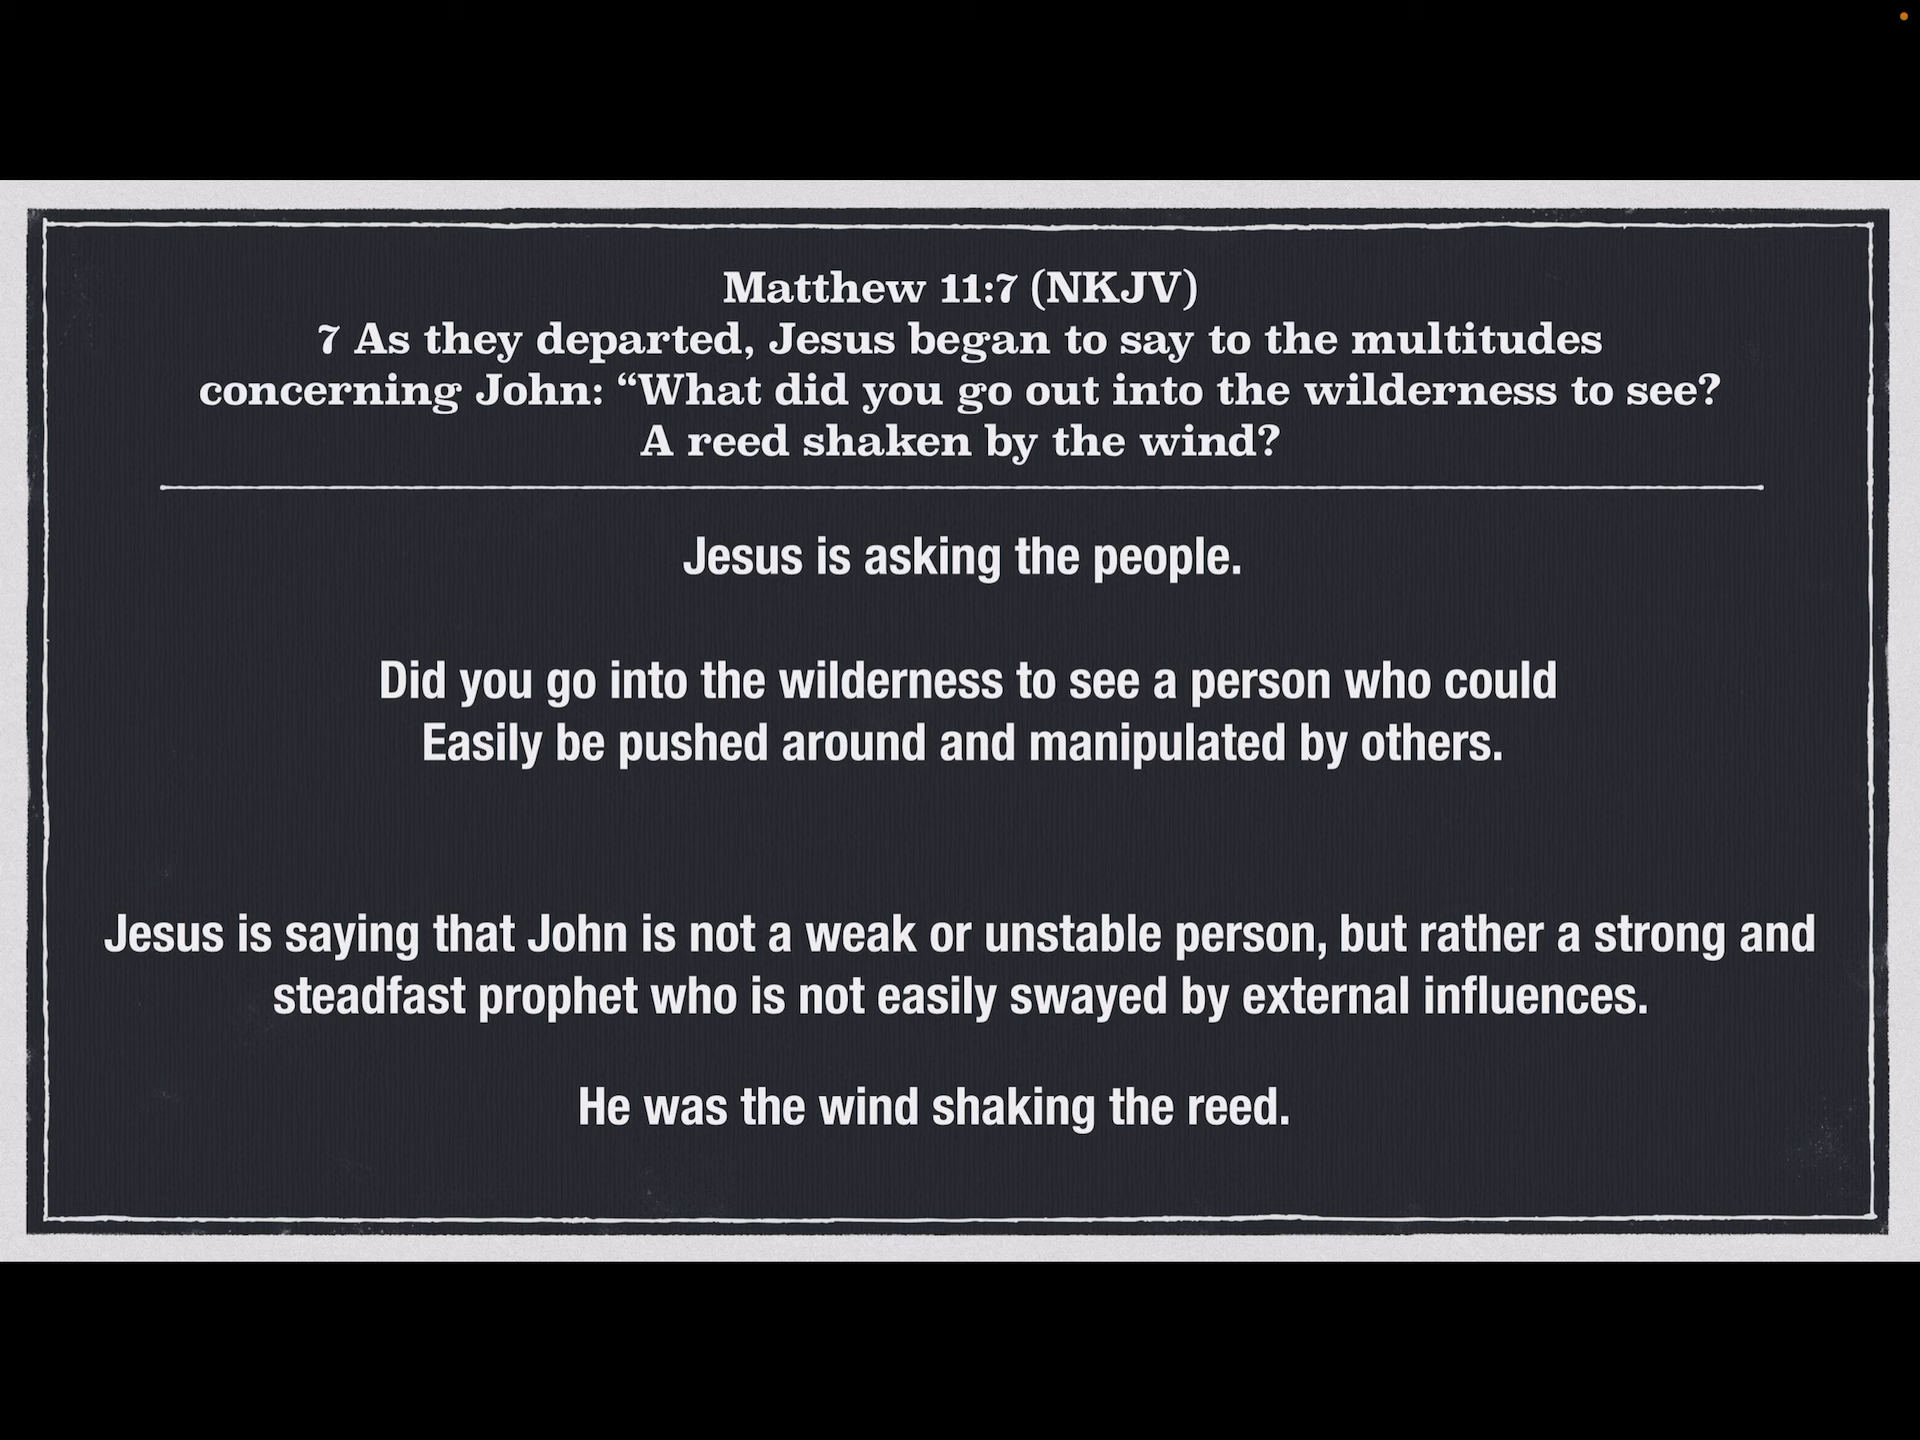 Matthew 11:7 (NKJV)
7 As they departed, Jesus began to say to the multitudes
concerning John: “What did you go out into the wilderness to see?
A reed shaken by the wind?
Jesus is asking the people.
Did you go into the wilderness to see a person who could
Easily be pushed around and manipulated by others.
Jesus is saying that John is not a weak or unstable person, but rather a strong and
steadfast prophet who is not easily swayed by external influences.
He was the wind shaking the reed.